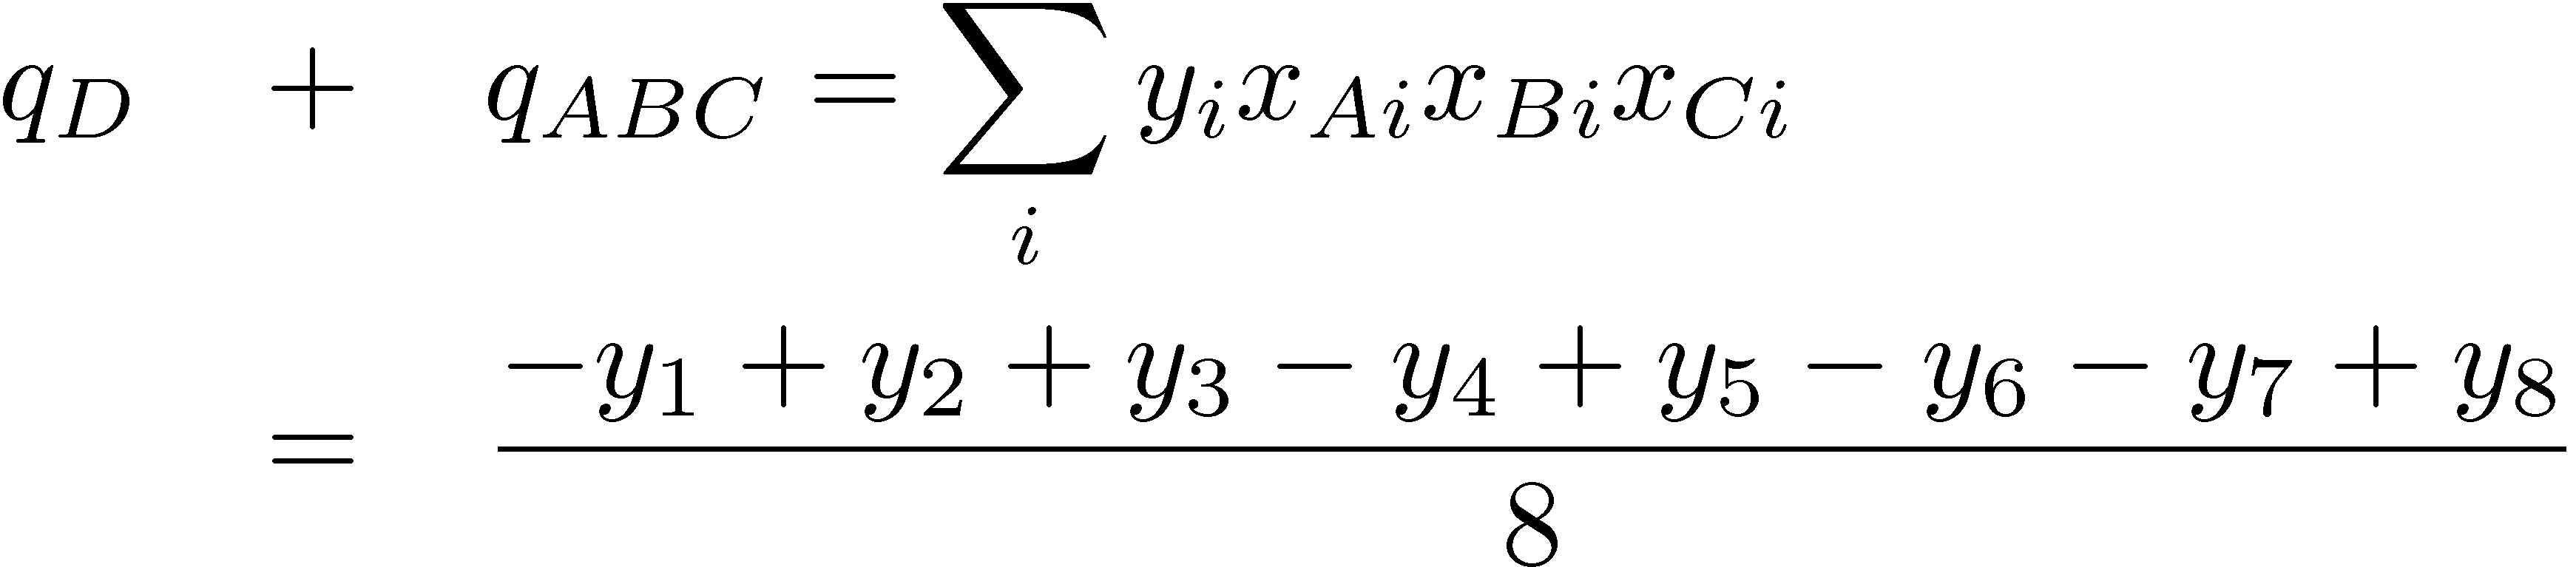 q_D + q_{ABC} = \sum_i y_i x_{Ai} x_{Bi} x_{Ci}
= \frac{-y_1 + y_2 + y_3 - y_4 + y_5 - y_6 - y_7 + y_8}{8}